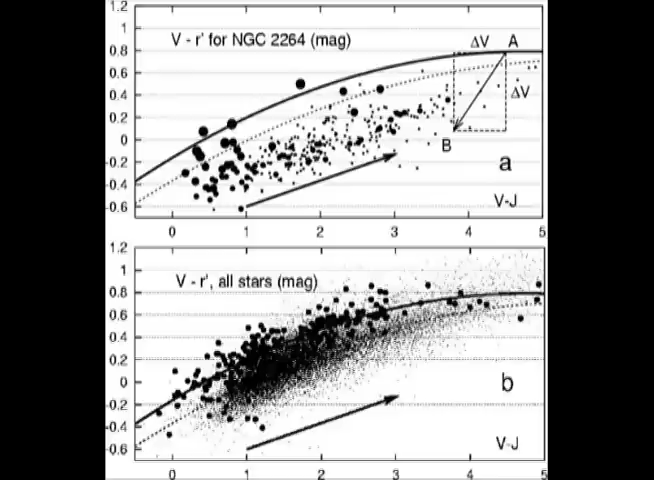 1.2
V - r' for NGC 2264 (mag)
ΔV
A
1
0.8
0.6
ΔV
0.4
0.2
0
B
-0.2
a
-0.4
V-J
-0.6
0 1 2 3 4 5
1.2
1
V - r', all stars (mag)
0.8
0.6
0.4
0.2
0
b
-0.2
-0.4
V-J
-0.6
0 1 2 3 4 5